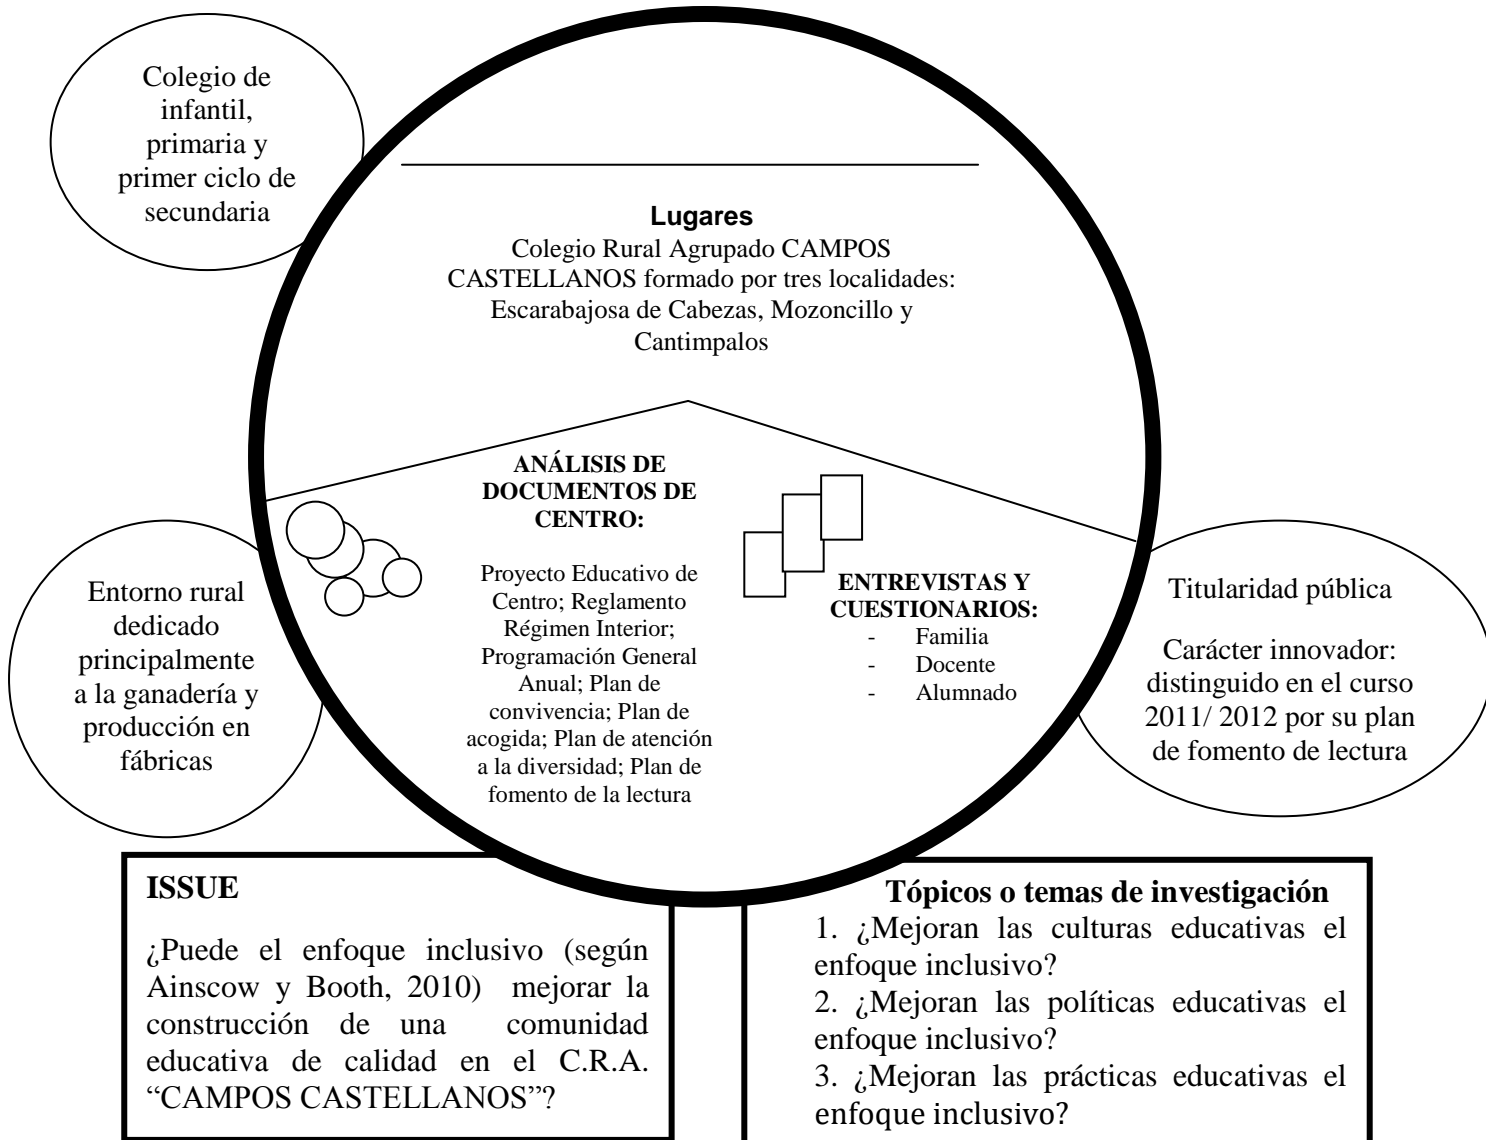 Colegio de
infantil,
primaria y
primer ciclo de
secundaria
Lugares
Colegio Rural Agrupado CAMPOS
CASTELLANOS formado por tres localidades:
Escarabajosa de Cabezas, Mozoncillo y
Cantimpalos
ANÁLISIS DE
DOCUMENTOS DE
CENTRO:
Proyecto Educativo de
Centro; Reglamento
Régimen Interior;
Programación General
Anual; Plan de
convivencia; Plan de
acogida; Plan de atención
a la diversidad; Plan de
fomento de la lectura
ENTREVISTAS Y
CUESTIONARIOS:
- Familia
- Docente
- Alumnado
Entorno rural
dedicado
principalmente
a la ganadería y
producción en
fábricas
Titularidad pública
Carácter innovador:
distinguido en el curso
2011/ 2012 por su plan
de fomento de lectura
ISSUE
¿Puede el enfoque inclusivo (según
Ainscow y Booth, 2010) mejorar la
construcción de una comunidad
educativa de calidad en el C.R.A.
“CAMPOS CASTELLANOS”?
Tópicos o temas de investigación
1. ¿Mejoran las culturas educativas el
enfoque inclusivo?
2. ¿Mejoran las políticas educativas el
enfoque inclusivo?
3. ¿Mejoran las prácticas educativas el
enfoque inclusivo?